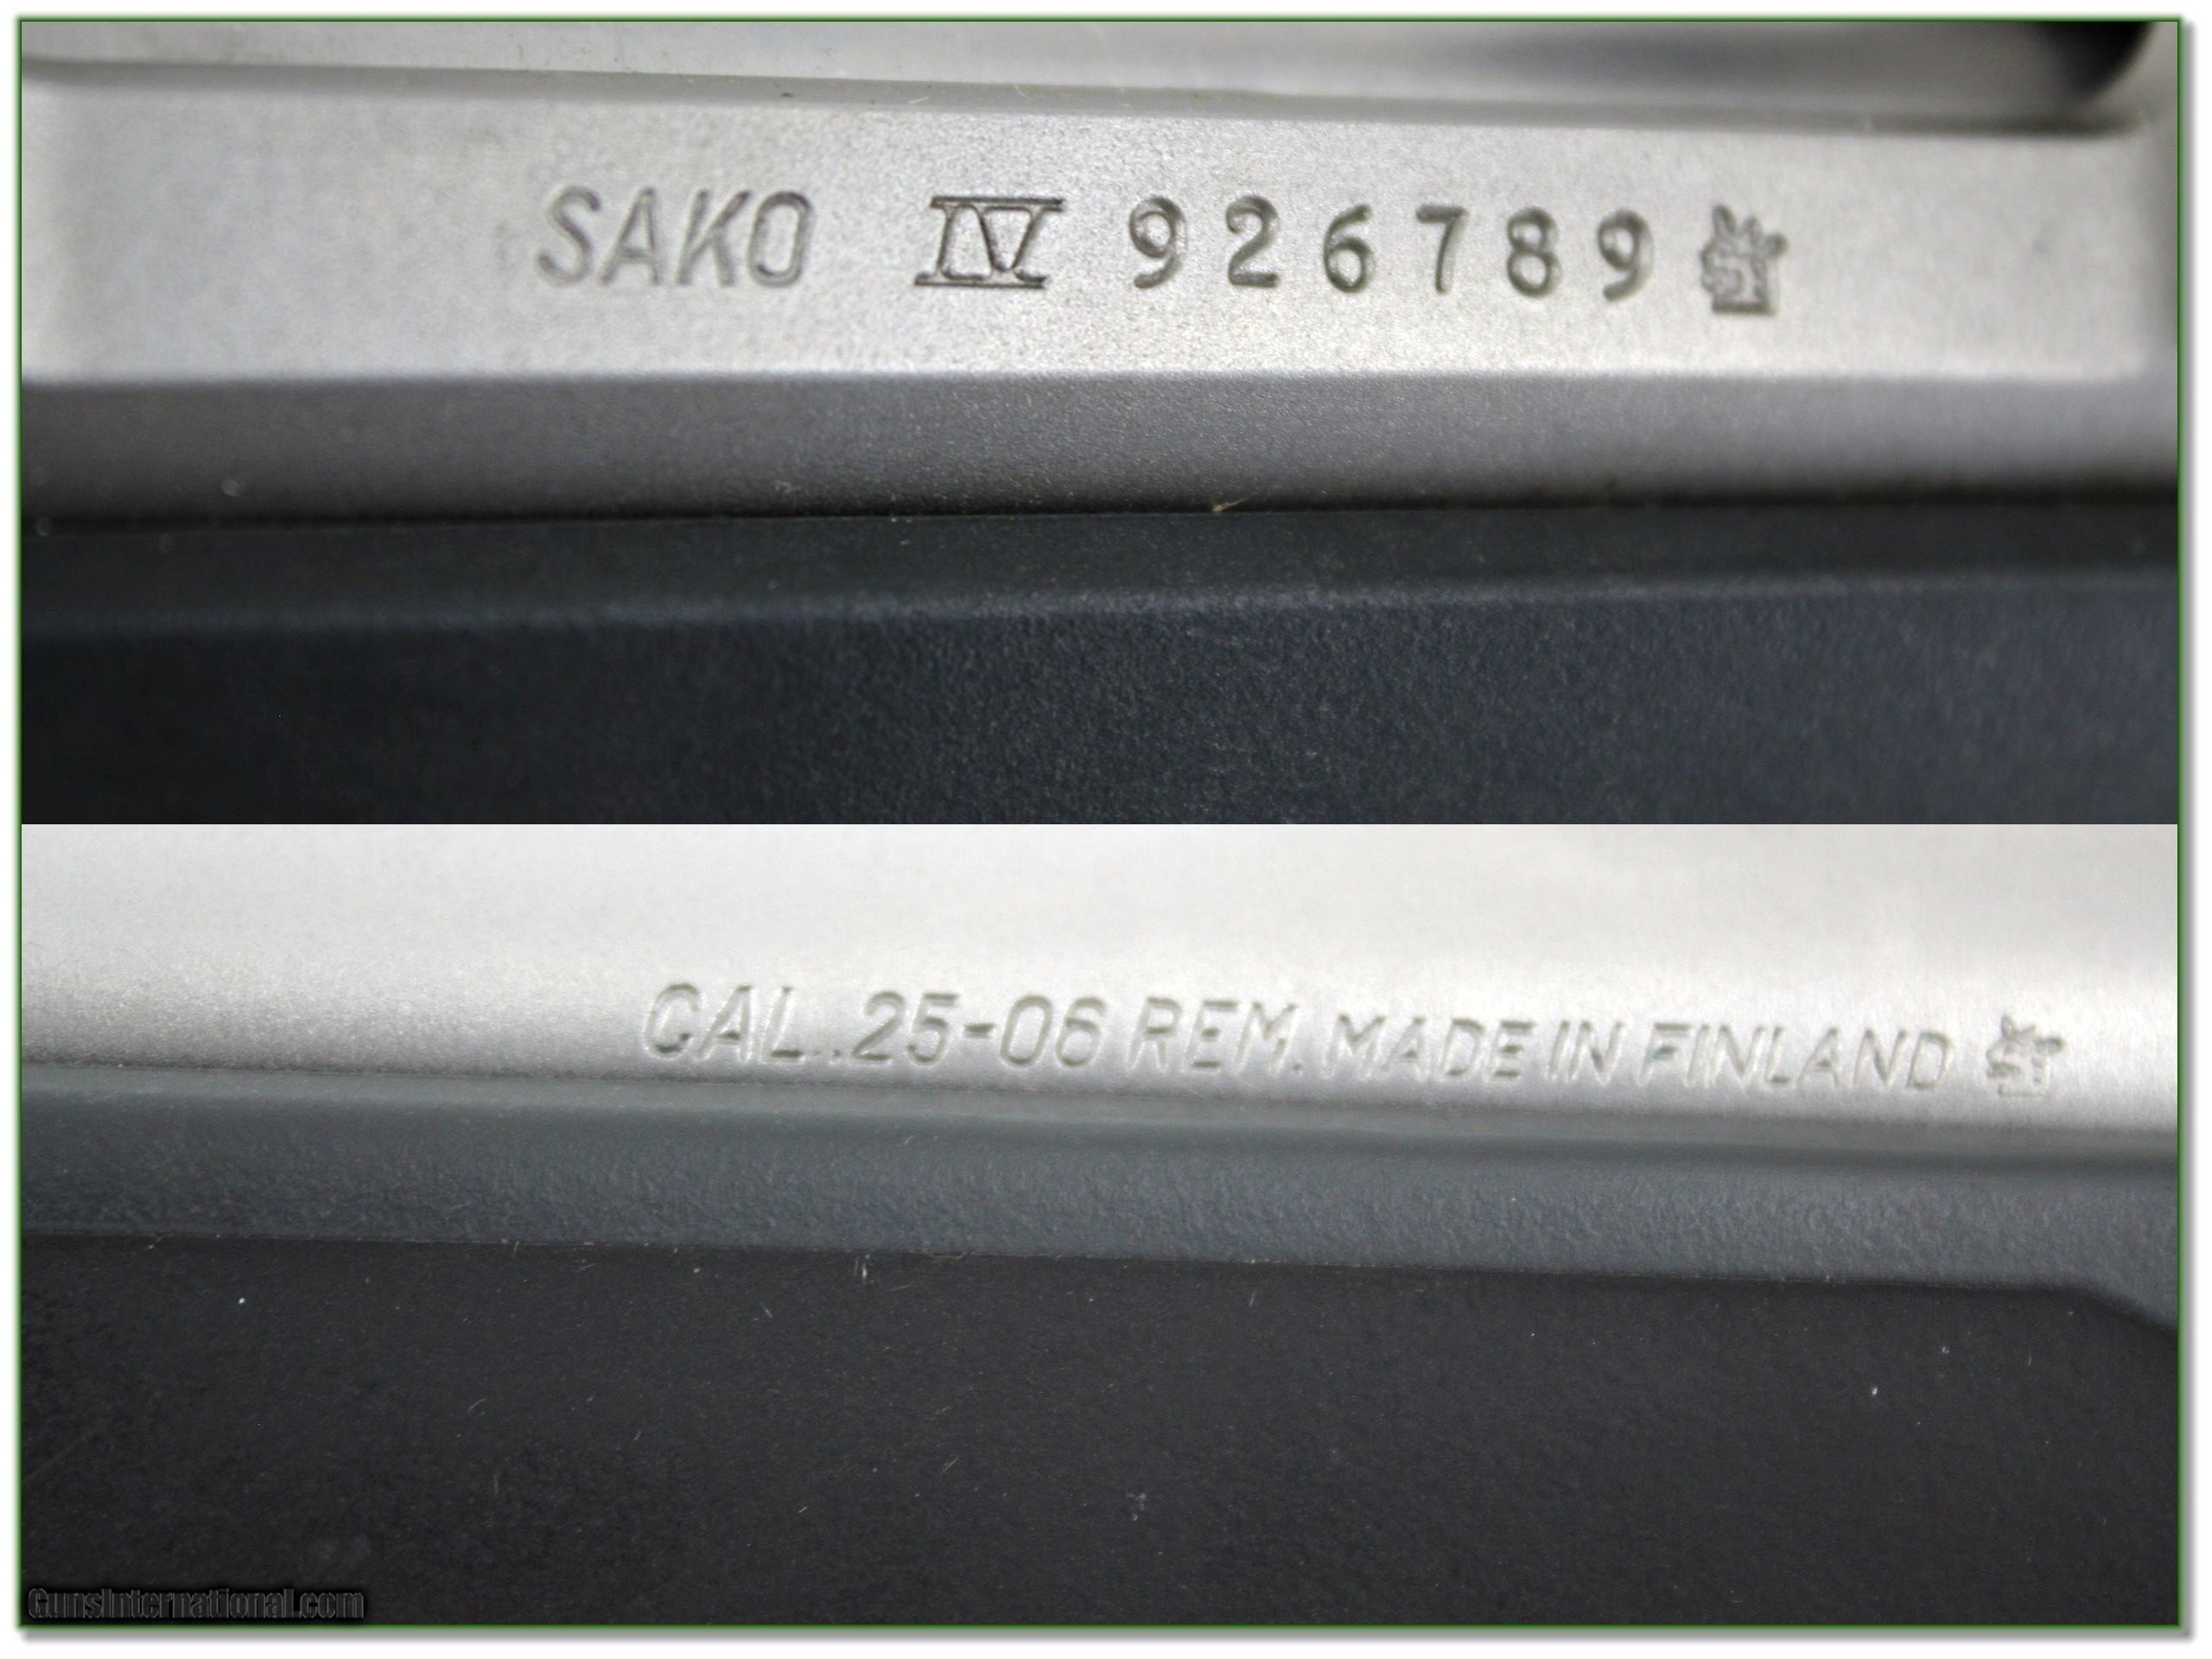 SAKO IV 926789
CAL. .25-06 REM. MADE IN FINLAND
GunsInternational.com